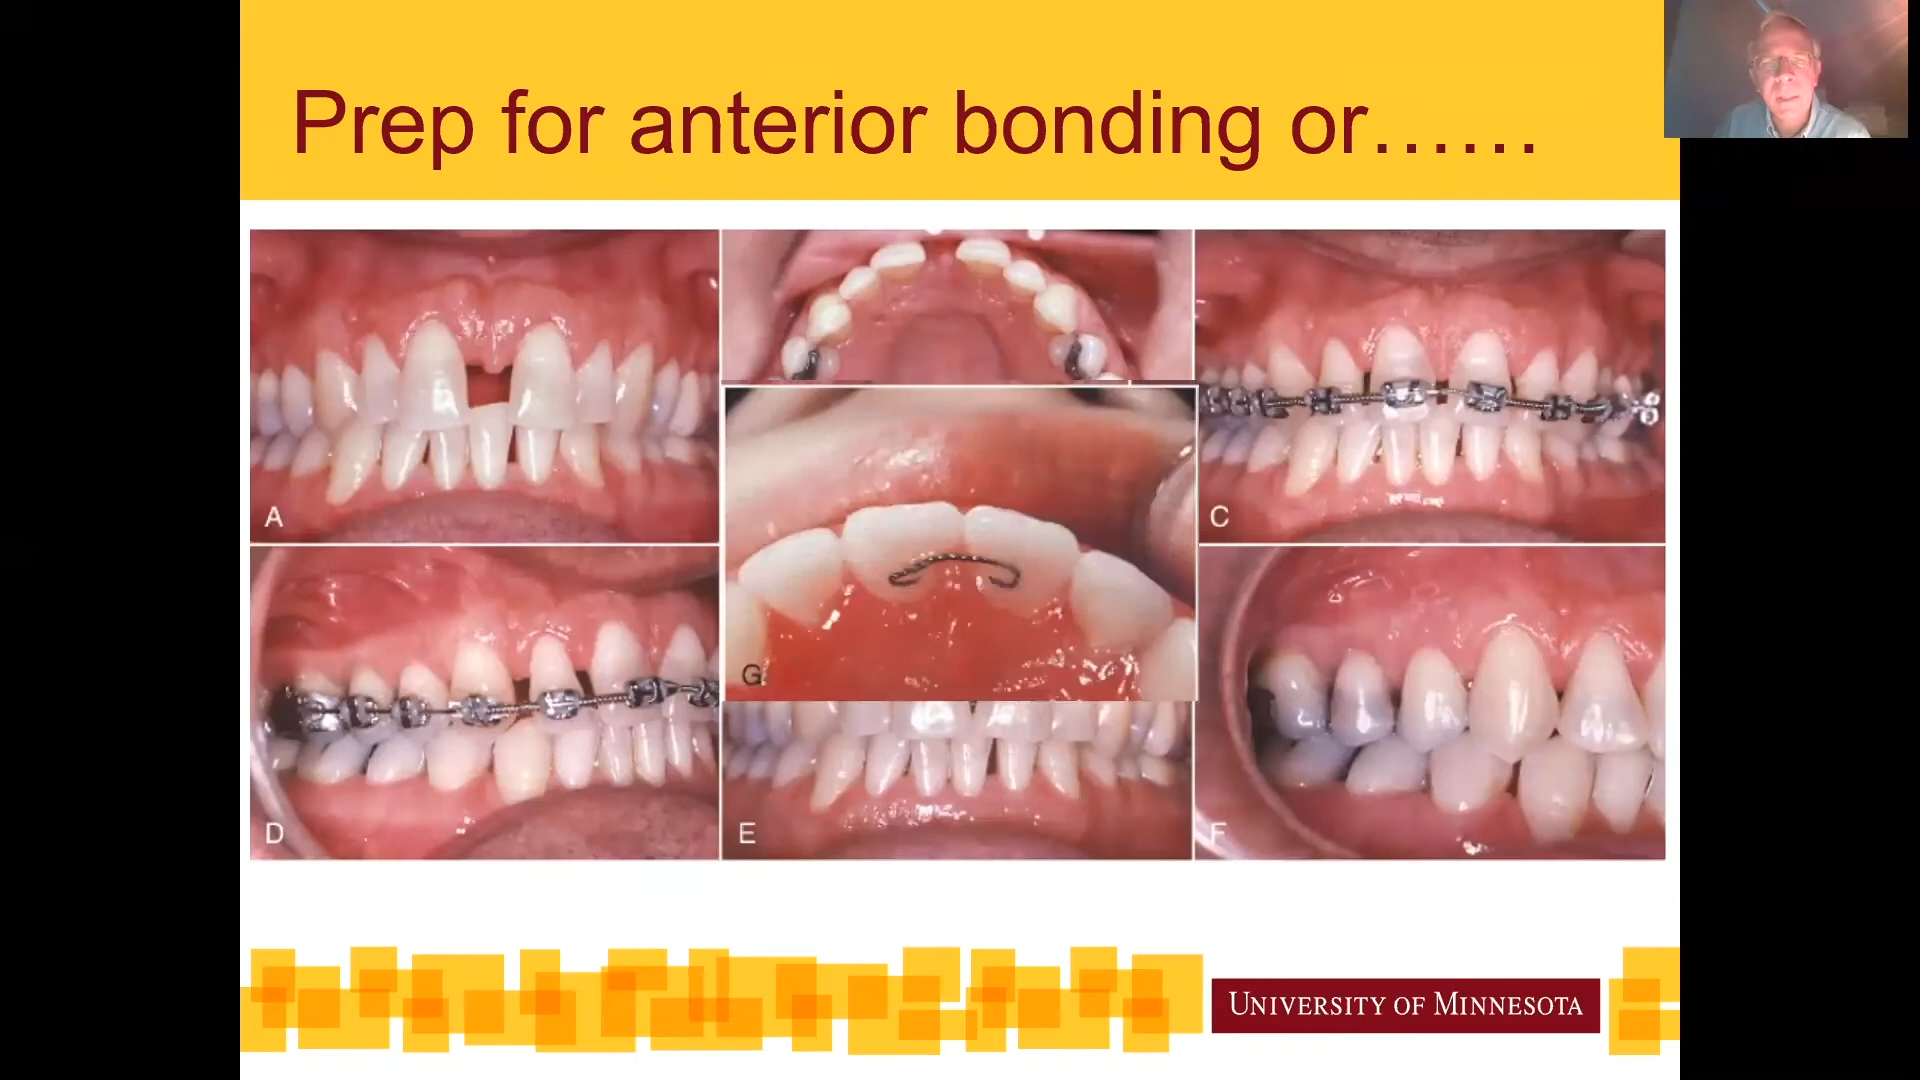 Prep for anterior bonding or……
A
C
G
D
E
F
UNIVERSITY OF MINNESOTA